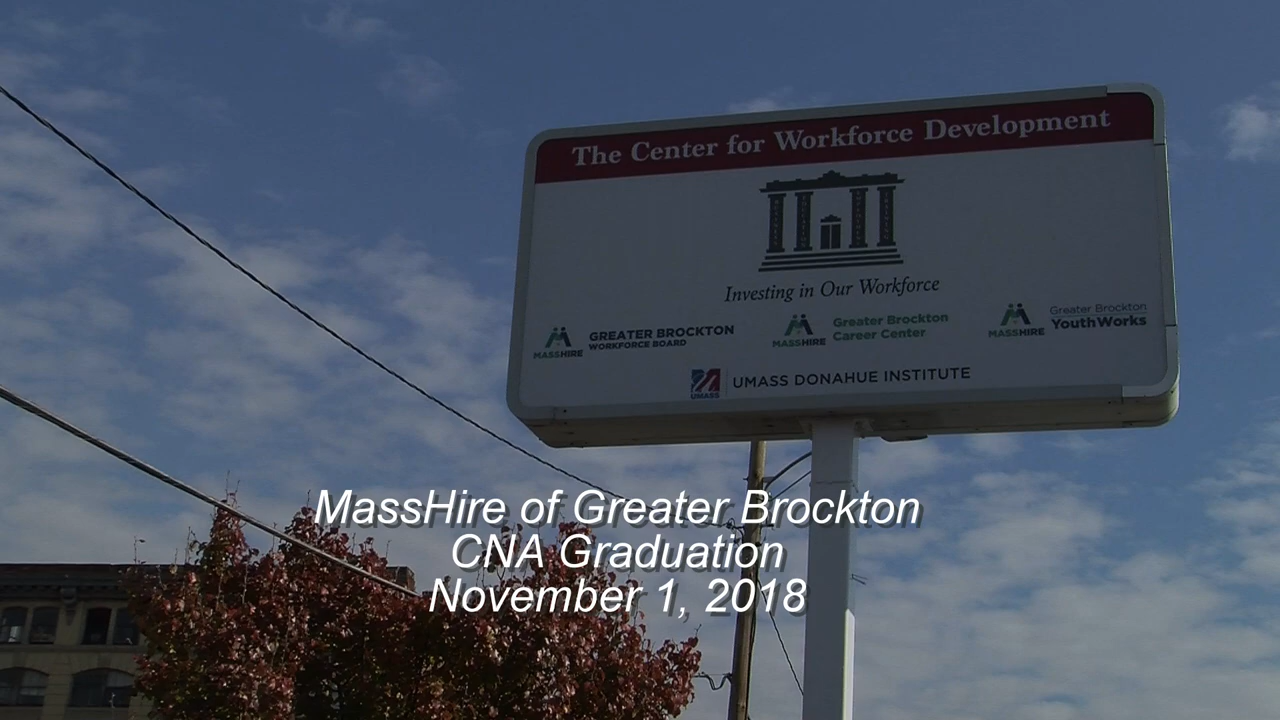 The Center for Workforce Development
Investing in Our Workforce
MASSHIRE
GREATER BROCKTON
WORKFORCE BOARD
MASSHIRE
Greater Brockton
Career Center
MASSHIRE
Greater Brockton
YouthWorks
UMASS
UMASS DONAHUE INSTITUTE
MassHire of Greater Brockton
CNA Graduation
November 1, 2018